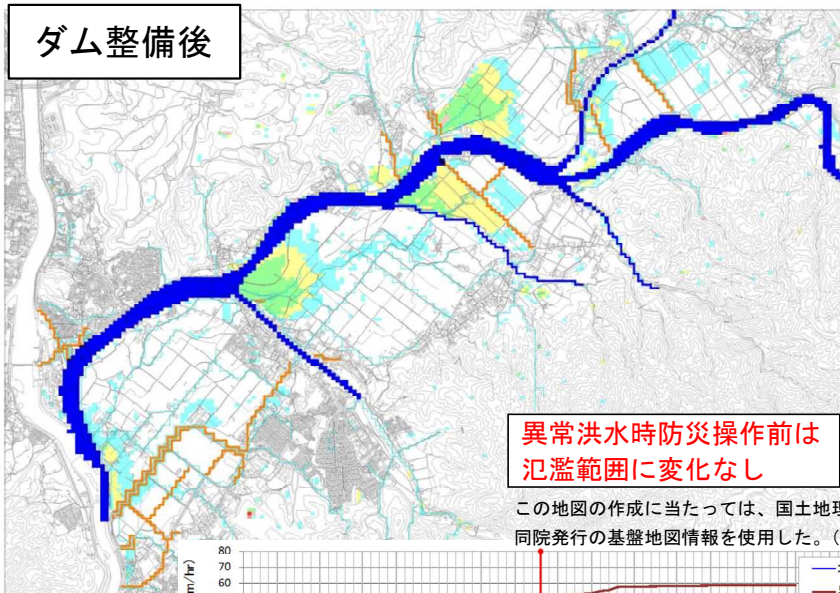 ダム整備後
異常洪水時防災操作前は
氾濫範囲に変化なし
この地図の作成に当たっては、国土地理
同院発行の基盤地図情報を使用した。(
80
70
60
m/hr)